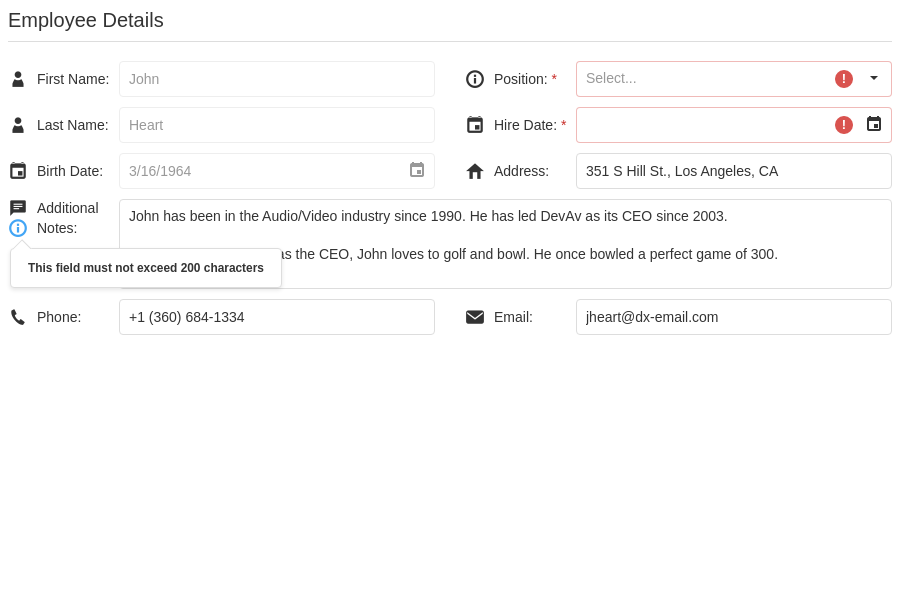 Employee Details
First Name: John
Position: * Select...
Last Name: Heart
Hire Date: *
Birth Date: 3/16/1964
Address: 351 S Hill St., Los Angeles, CA
Additional Notes:
John has been in the Audio/Video industry since 1990. He has led DevAv as its CEO since 2003.
as the CEO, John loves to golf and bowl. He once bowled a perfect game of 300.
This field must not exceed 200 characters
Phone: +1 (360) 684-1334
Email: jheart@dx-email.com